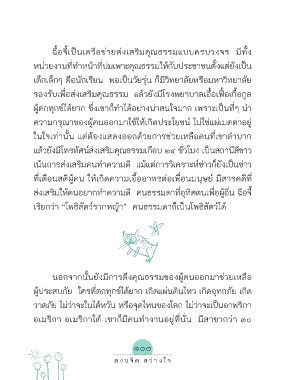 ฉือจี้เป็นเครือข่ายส่งเสริมคุณธรรมแบบครบวงจร มีทั้ง
หน่วยงานที่ทำหน้าที่บ่มเพาะคุณธรรมให้กับประชาชนตั้งแต่ยังเป็น
เด็กเล็กๆ คือนักเรียน พอเป็นวัยรุ่น ก็มีวิทยาลัยหรือมหาวิทยาลัย
รองรับเพื่อส่งเสริมคุณธรรม แล้วยังมีโรงพยาบาลเอื้อเฟื้อเกื้อกูล
ผู้ตกทุกข์ได้ยาก ซึ่งเขาก็ทำได้อย่างน่าสนใจมาก เพราะเป็นที่ๆ นำ
ความกรุณาของผู้คนออกมาใช้ให้เกิดประโยชน์ ไม่ใช่แผ่เมตตาอยู่
ในใจเท่านั้น แต่ต้องแสดงออกด้วยการช่วยเหลือคนที่เขาลำบาก
แล้วยังมีโทรทัศน์ส่งเสริมคุณธรรมเกือบ ๒๔ ชั่วโมง เป็นสถานีสีขาว
เน้นการส่งเสริมคนทำความดี แม้แต่การวิเคราะห์ข่าวก็ยังเป็นข่าว
ที่เตือนสติผู้คน ให้เกิดความเอื้ออาทรต่อเพื่อนมนุษย์ มีสารคดีที่
ส่งเสริมให้คนอยากทำความดี คนธรรมดาที่อุทิศตนเพื่อผู้อื่น ฉือจี้
เรียกว่า “โพธิสัตว์รากหญ้า” คนธรรมดาก็เป็นโพธิสัตว์ได้
นอกจากนั้นยังมีการดึงคุณธรรมของผู้คนออกมาช่วยเหลือ
ผู้ประสบภัย ใครที่ตกทุกข์ได้ยาก เกิดแผ่นดินไหว เกิดอุทกภัย เกิด
วาตภัย ไม่ว่าจะในไต้หวัน หรือจุดไหนของโลก ไม่ว่าจะเป็นอาฟริกา
อเมริกา อเมริกาใต้ เขาก็มีคนทำงานอยู่ที่นั่น มีสาขากว่า ๓๐
๑๐๐
สงบจิต สว่างใจ